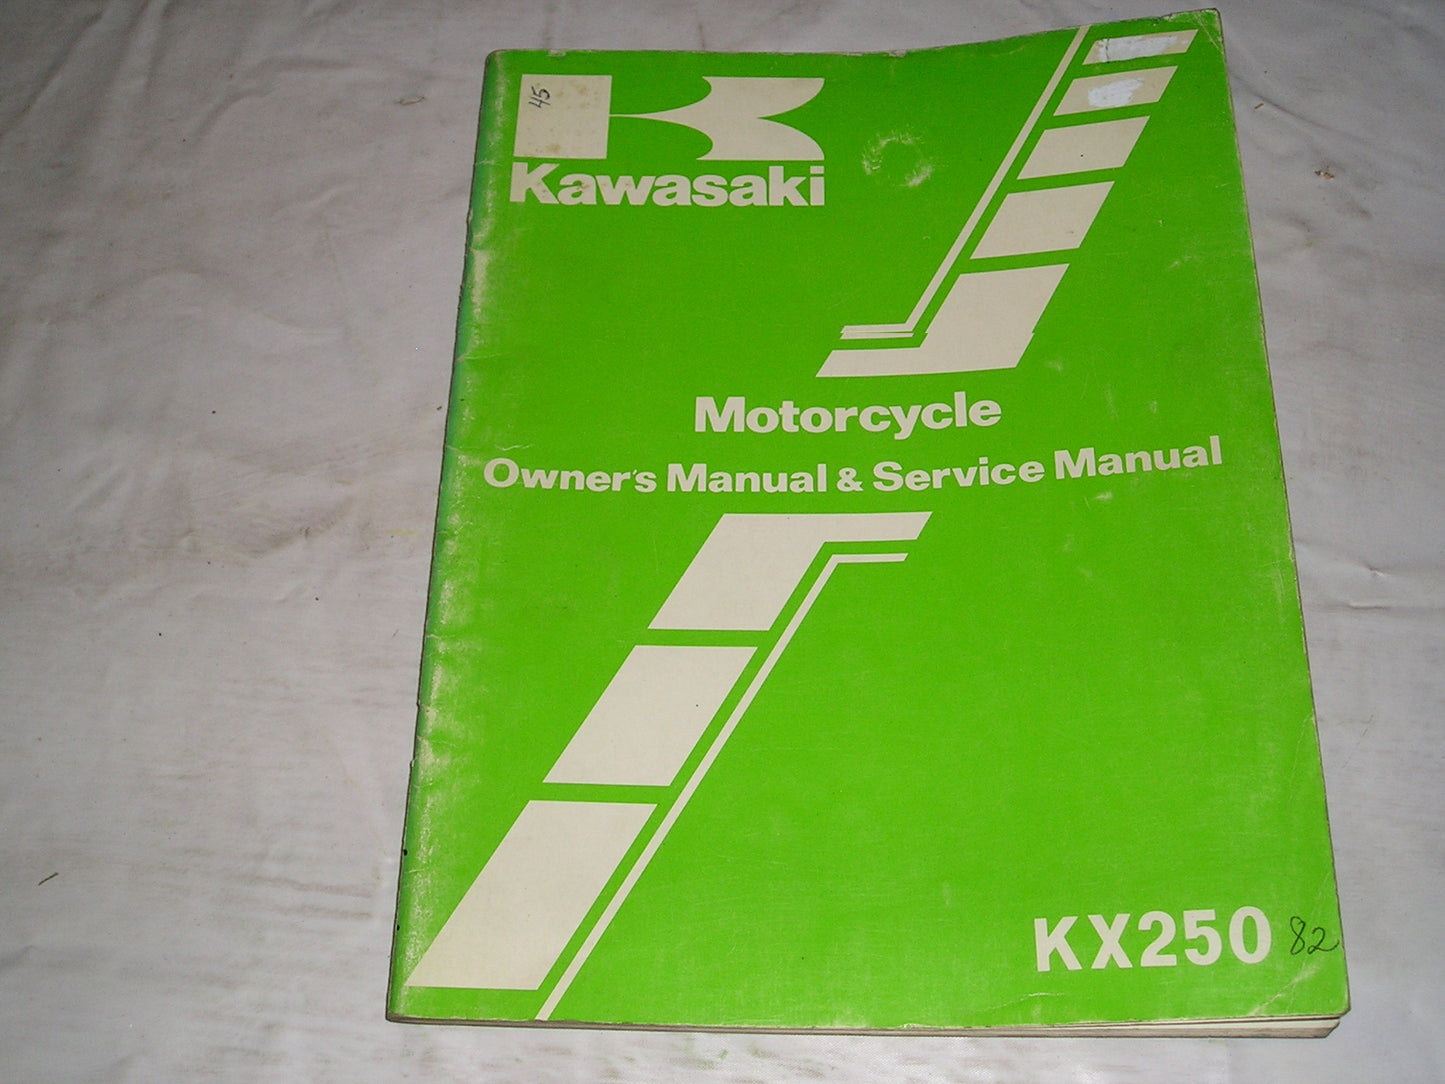 45
Kawasaki
Motorcycle
Owner's Manual & Service Manual
KX250 82